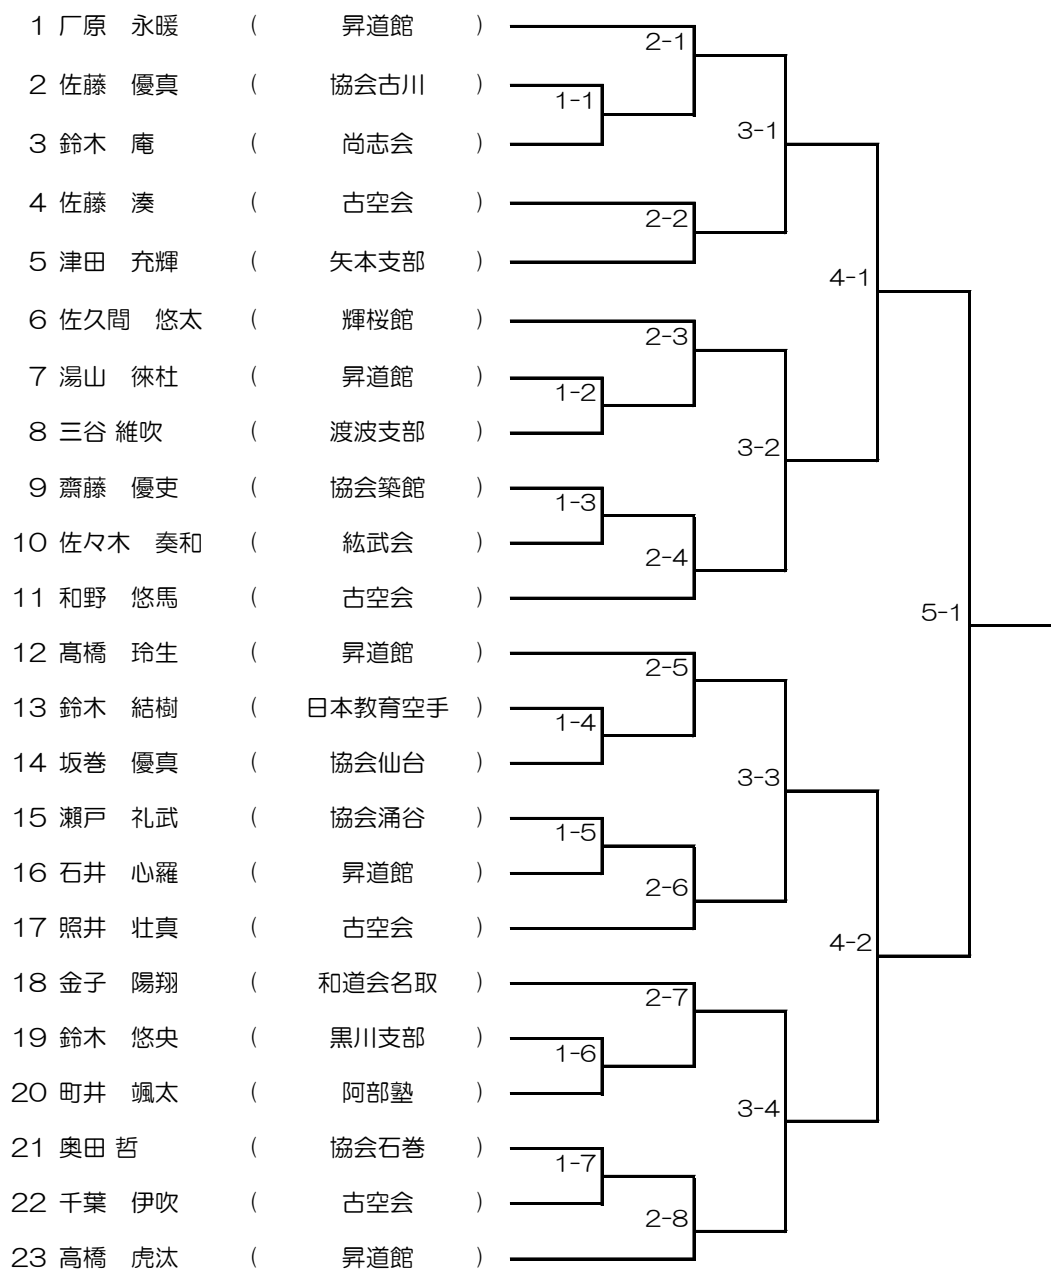 1 厂原 永暖 ( 昇道館 )
2-1
2 佐藤 優真 ( 協会古川 )
1-1
3-1
3 鈴木 庵 ( 尚志会 )
4 佐藤 湊 ( 古空会 )
2-2
5 津田 充輝 ( 矢本支部 )
4-1
6 佐久間 悠太 ( 輝桜館 )
2-3
7 湯山 徠杜 ( 昇道館 )
1-2
8 三谷 維吹 ( 渡波支部 )
3-2
9 齋藤 優吏 ( 協会築館 )
1-3
10 佐々木 奏和 ( 紘武会 )
2-4
11 和野 悠馬 ( 古空会 )
5-1
12 髙橋 玲生 ( 昇道館 )
2-5
13 鈴木 結樹 ( 日本教育空手 )
1-4
14 坂巻 優真 ( 協会仙台 )
3-3
15 瀬戸 礼武 ( 協会涌谷 )
1-5
16 石井 心羅 ( 昇道館 )
2-6
17 照井 壮真 ( 古空会 )
4-2
18 金子 陽翔 ( 和道会名取 )
2-7
19 鈴木 悠央 ( 黒川支部 )
1-6
20 町井 颯太 ( 阿部塾 )
3-4
21 奥田 哲 ( 協会石巻 )
1-7
22 千葉 伊吹 ( 古空会 )
2-8
23 高橋 虎汰 ( 昇道館 )